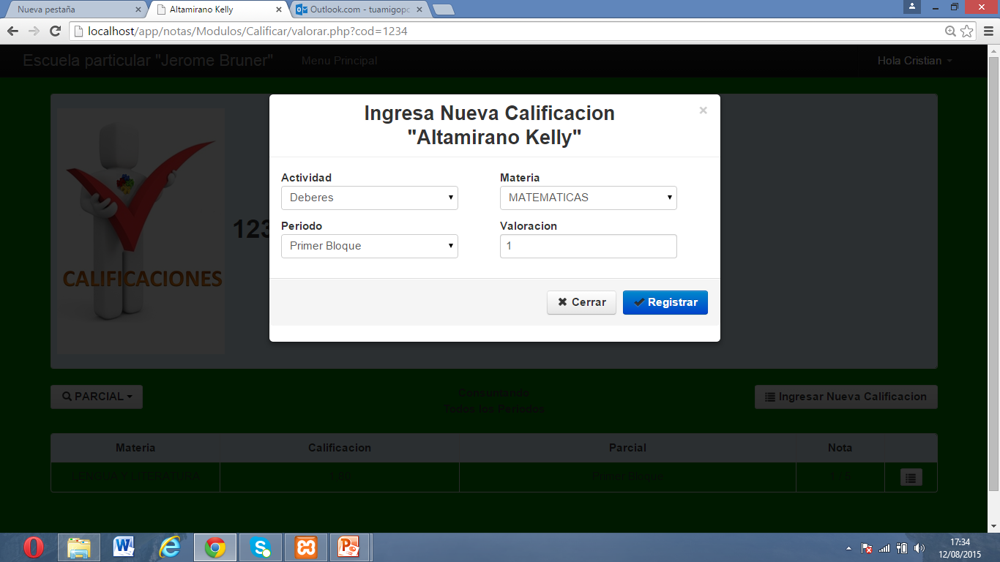 Nueva pestaña
Altamirano Kelly
Outlook.com - tuamigopc
localhost/app/notas/Modulos/Calificar/valorar.php?cod=1234
Escuela particular "Jerome Bruner"
Menu Principal
Hola Cristian
Ingresa Nueva Calificacion
"Altamirano Kelly"
Actividad
Materia
Deberes
MATEMATICAS
Periodo
Valoracion
Primer Bloque
1
123
CALIFICACIONES
Cerrar
Registrar
PARCIAL
Consultando
Todos los Periodos
Ingresar Nueva Calificacion
Materia
Calificacion
Parcial
Nota
LENGUA Y LITERATURA
Primer Bloque
17:34
12/08/2015